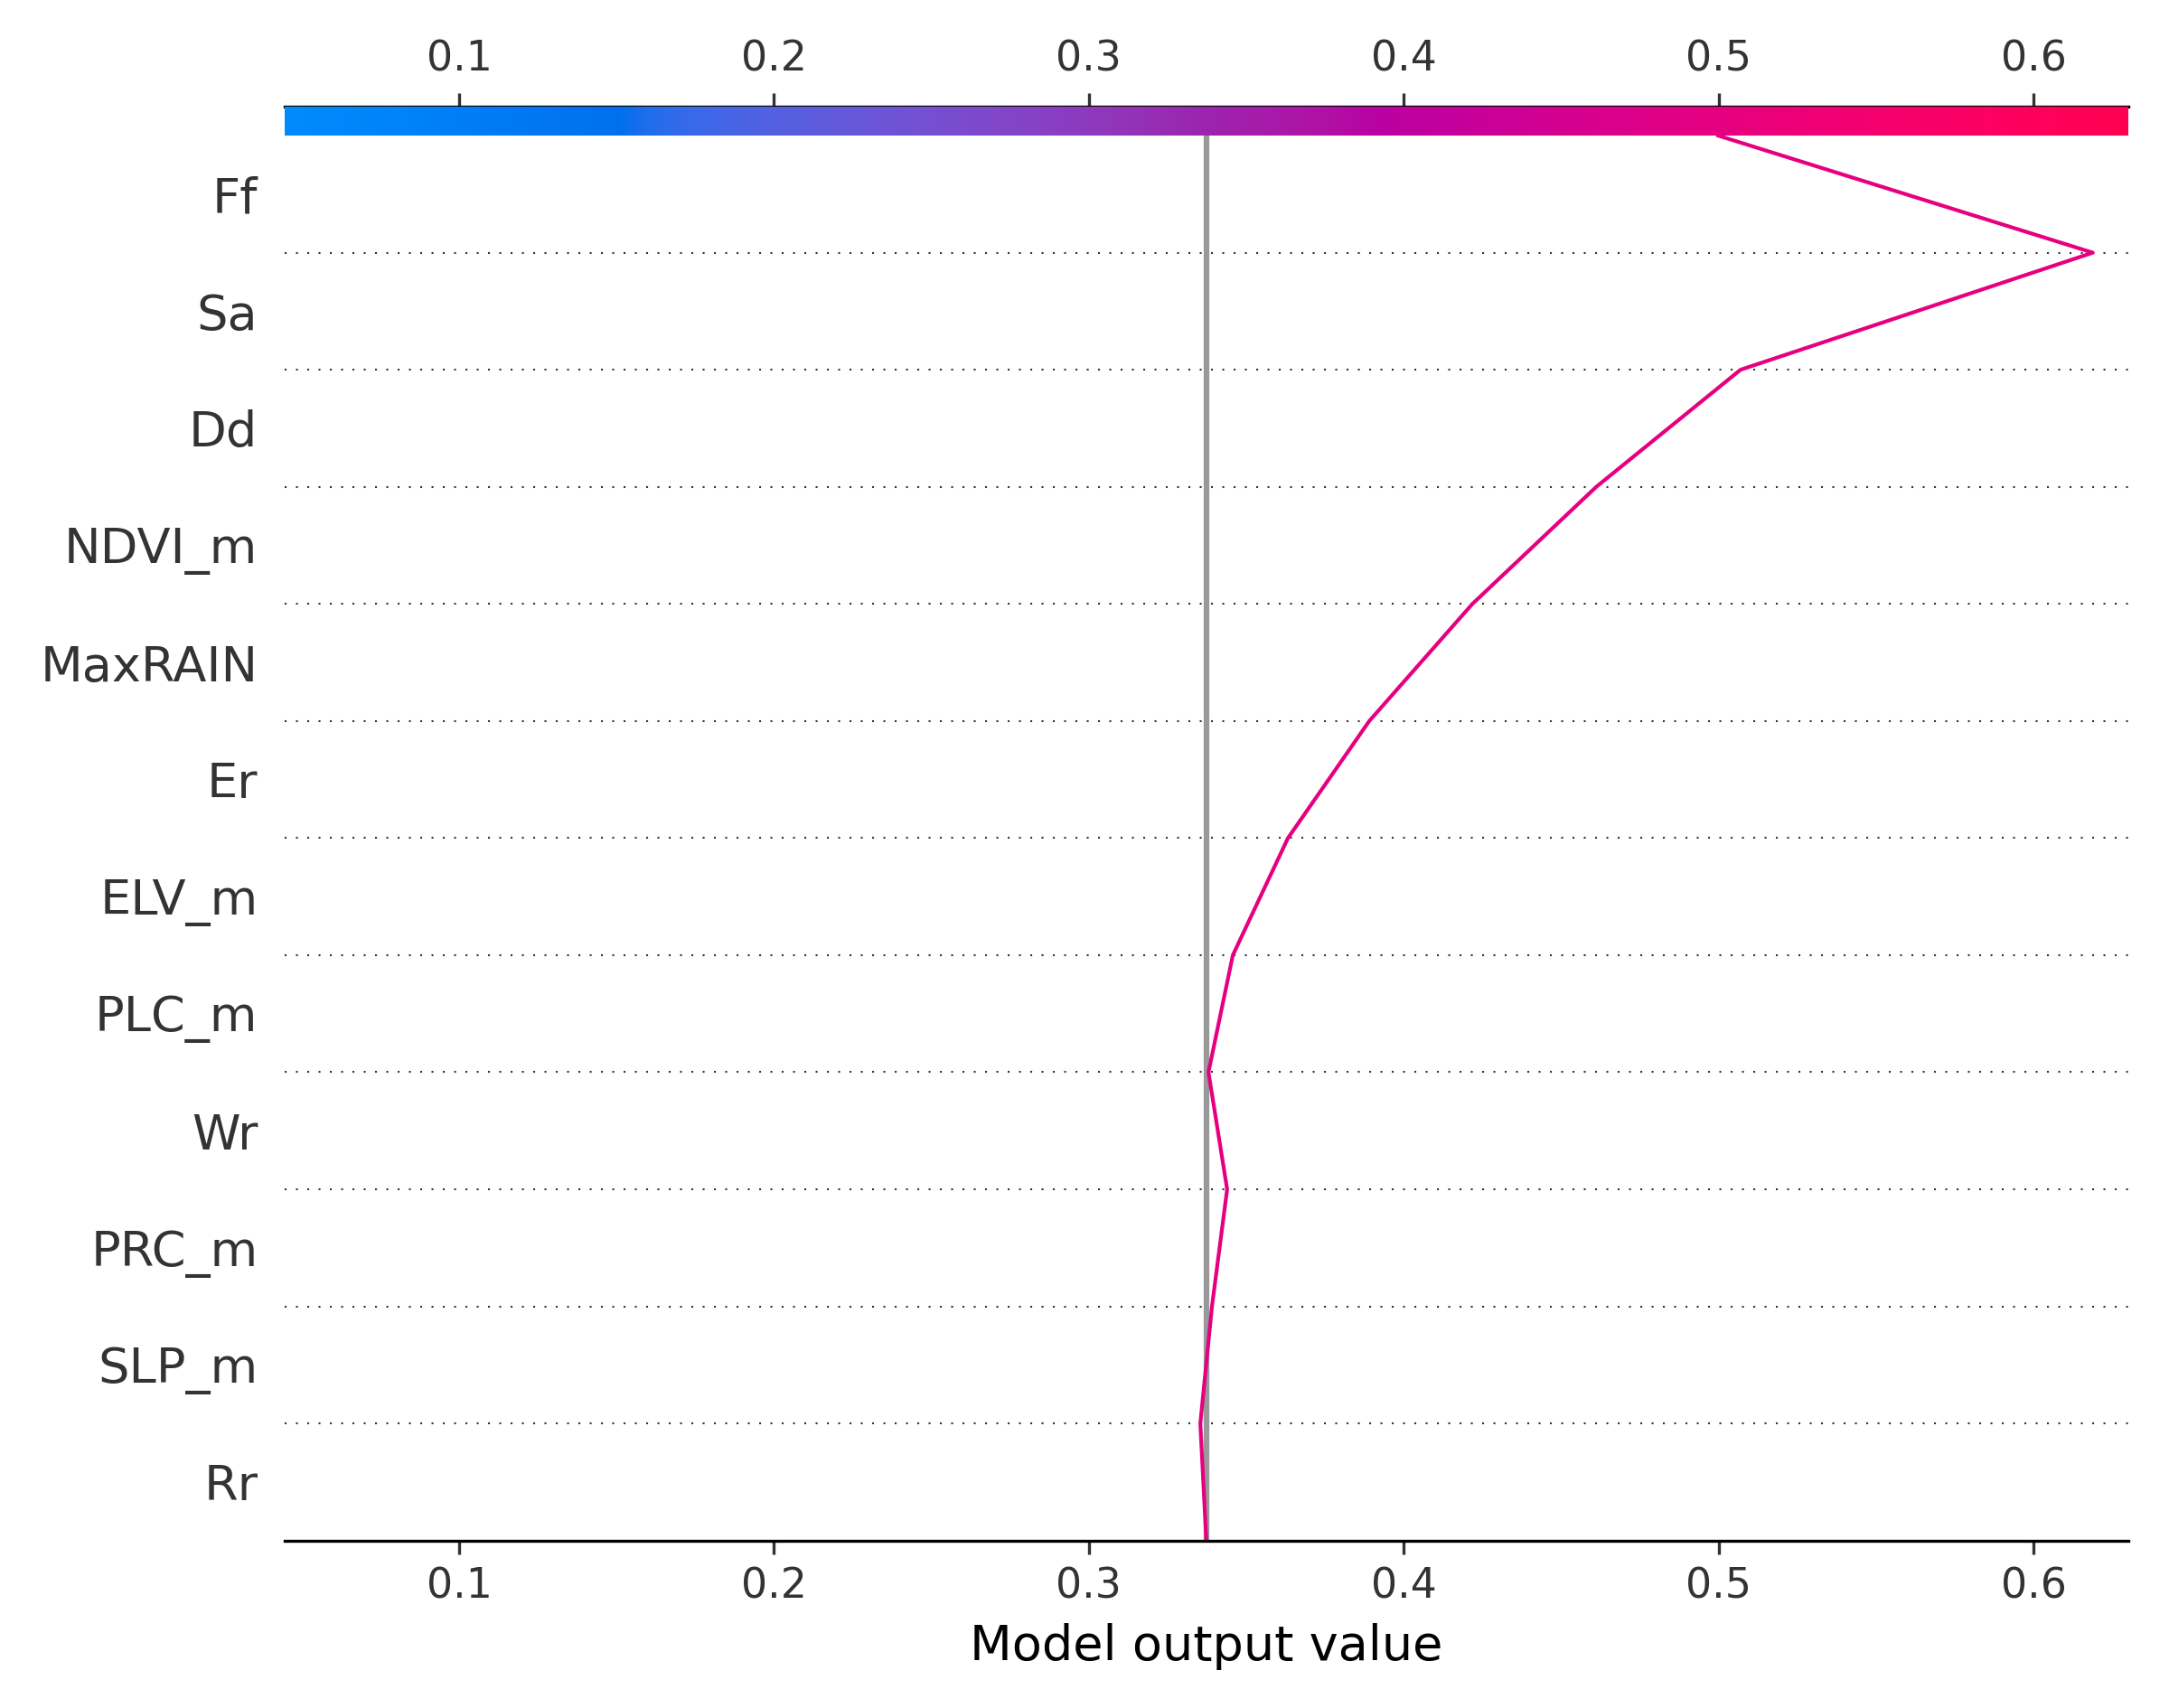 0.1 0.2 0.3 0.4 0.5 0.6
Ff
Sa
Dd
NDVI_m
MaxRAIN
Er
ELV_m
PLC_m
Wr
PRC_m
SLP_m
Rr
0.1 0.2 0.3 0.4 0.5 0.6
Model output value